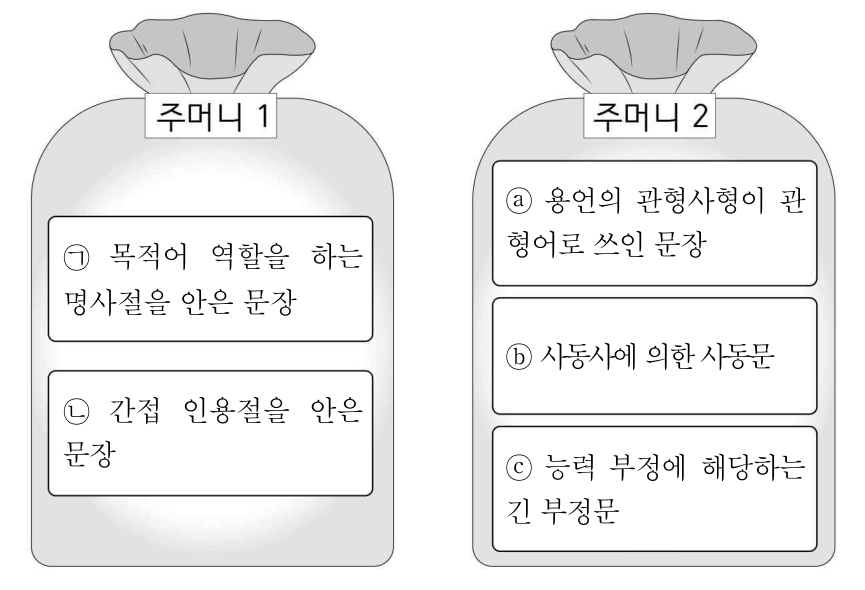 주머니 1
㉠ 목적어 역할을 하는
명사절을 안은 문장
㉡ 간접 인용절을 안은
문장
주머니 2
ⓐ 용언의 관형사형이 관
형어로 쓰인 문장
ⓑ 사동사에 의한 사동문
ⓒ 능력 부정에 해당하는
긴 부정문